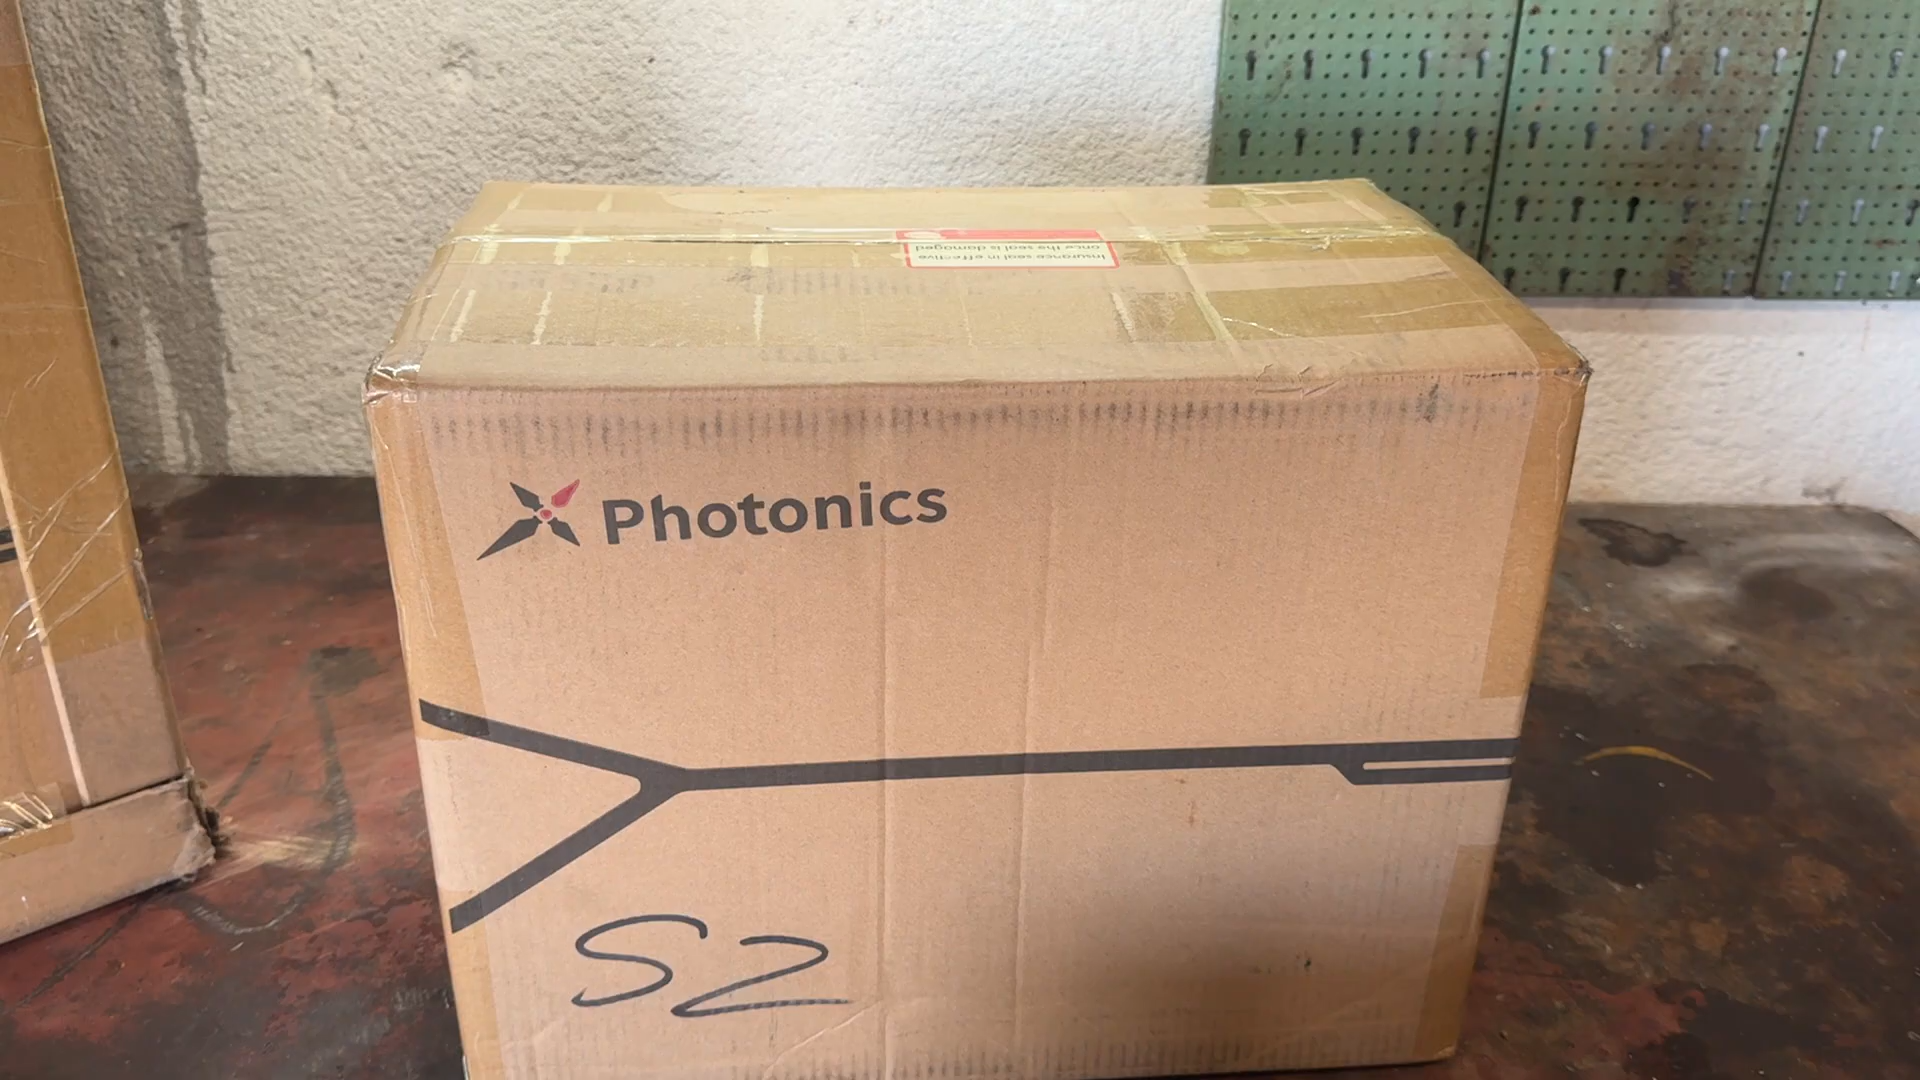 Insurance seal in effective
once the seal is damaged
Photonics
S2